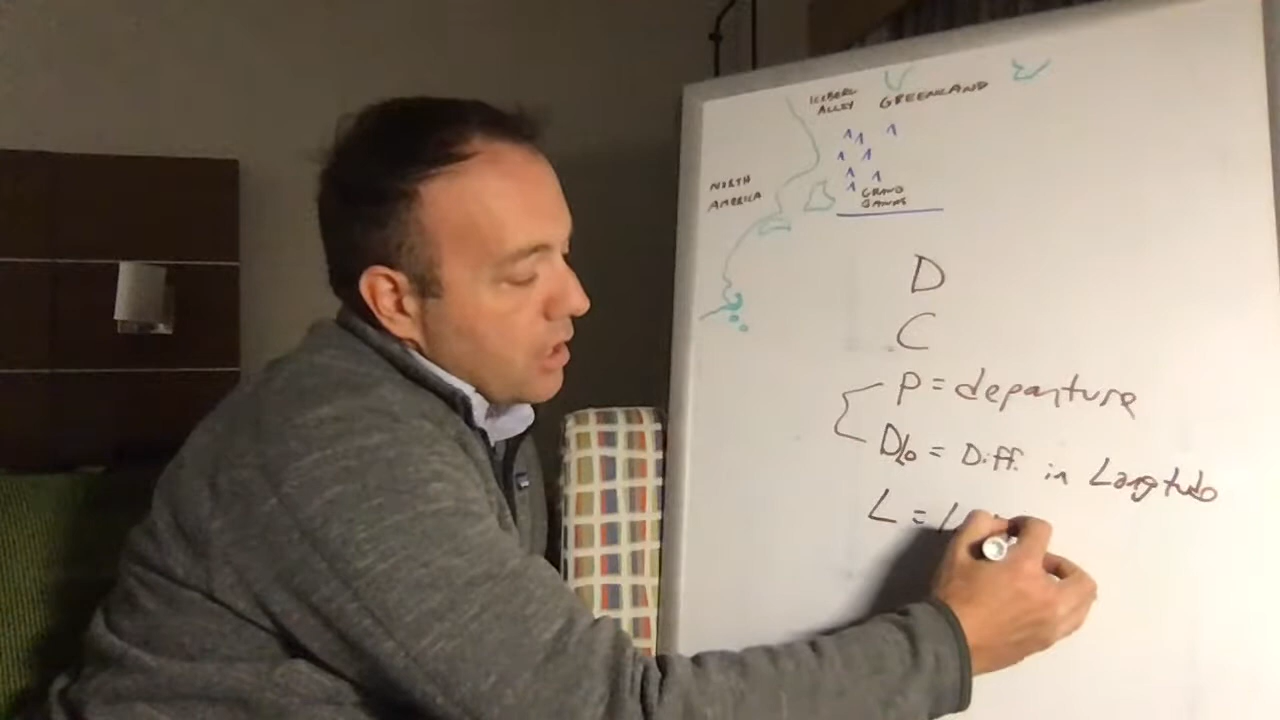 ICEBERG
ALLEY
GREENLAND
NORTH
AMERICA
GRAND
BANKS
D
C
P = departure
DLo = Diff. in Longitude
L =